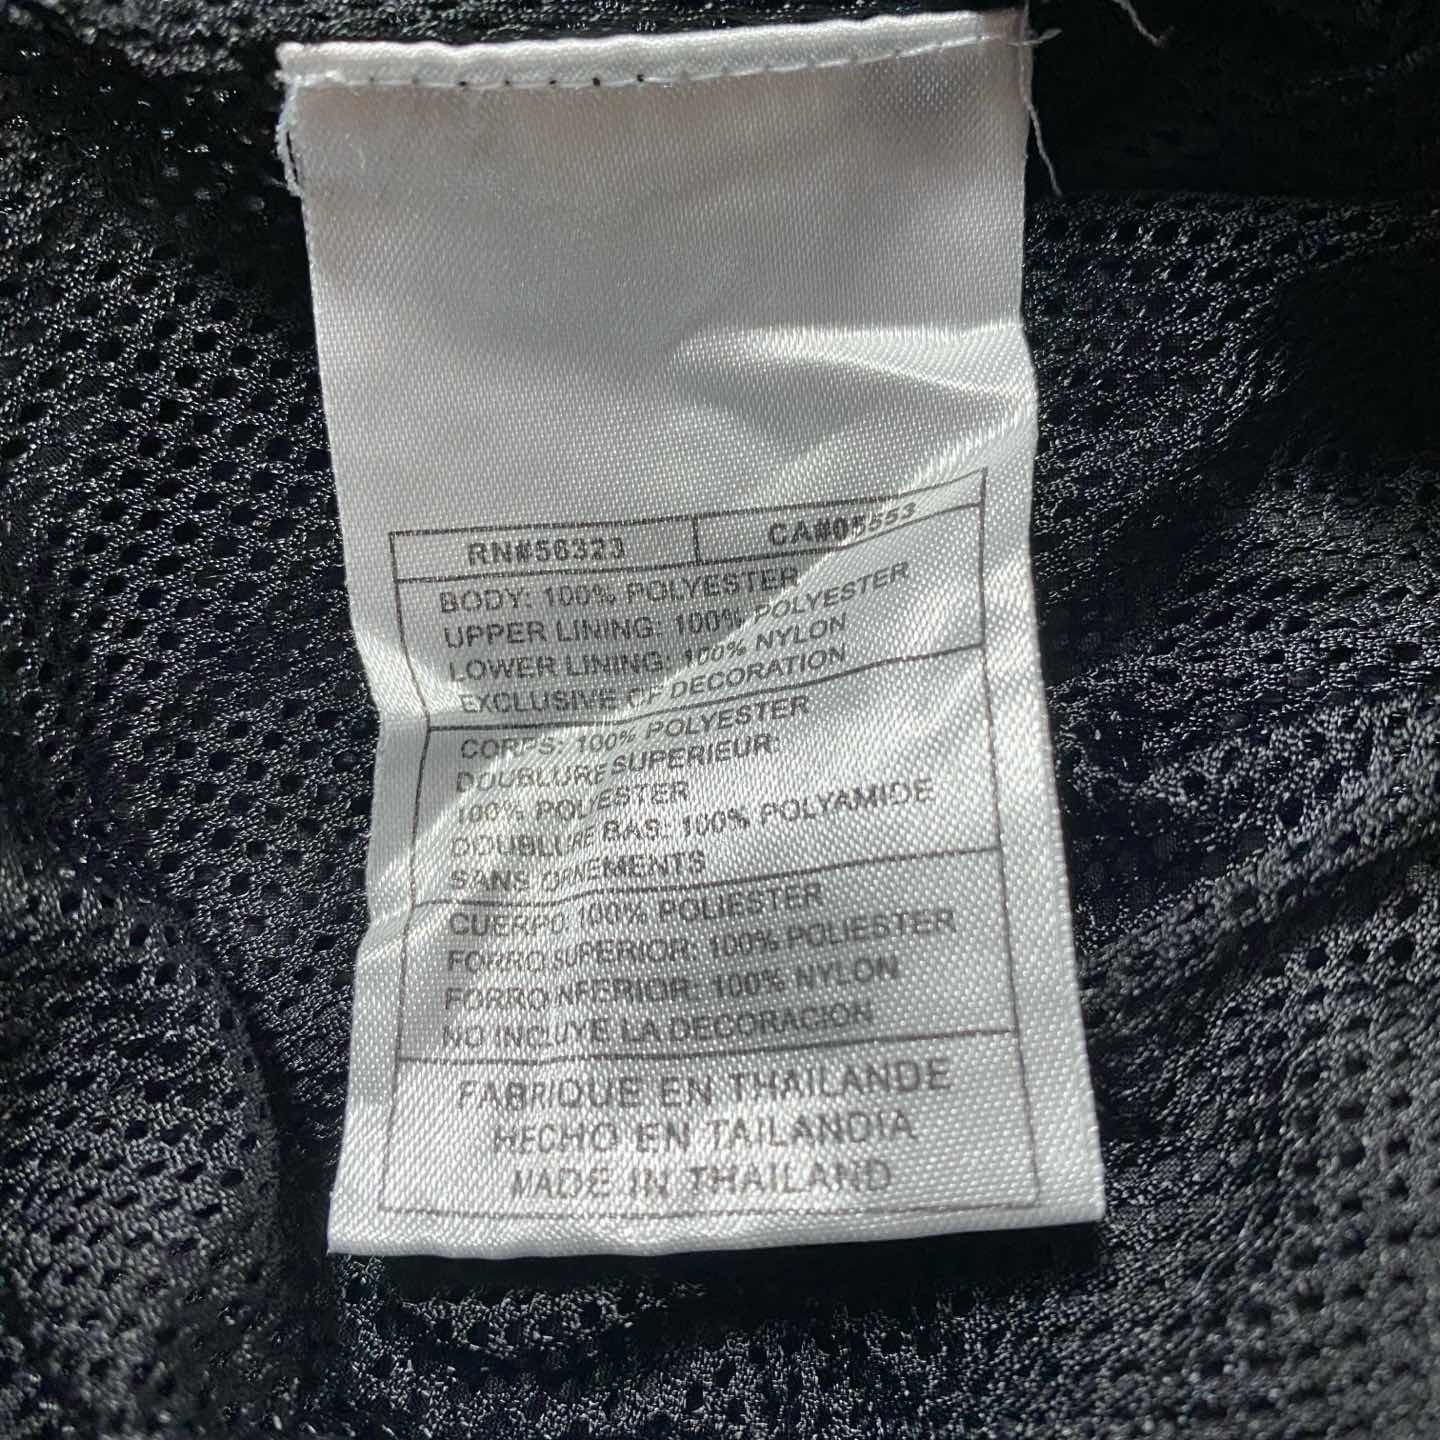 RN#56323
CA#05553
BODY: 100% POLYESTER
UPPER LINING: 100% POLYESTER
LOWER LINING: 100% NYLON
EXCLUSIVE OF DECORATION
CORPS: 100% POLYESTER
DOUBLURE SUPERIEUR:
100% POLYESTER
DOUBLURE BAS: 100% POLYAMIDE
SANS ORNEMENTS
CUERPO: 100% POLIESTER
FORRO SUPERIOR: 100% POLIESTER
FORRO INFERIOR: 100% NYLON
NO INCLUYE LA DECORACION
FABRIQUE EN THAILANDE
HECHO EN TAILANDIA
MADE IN THAILAND